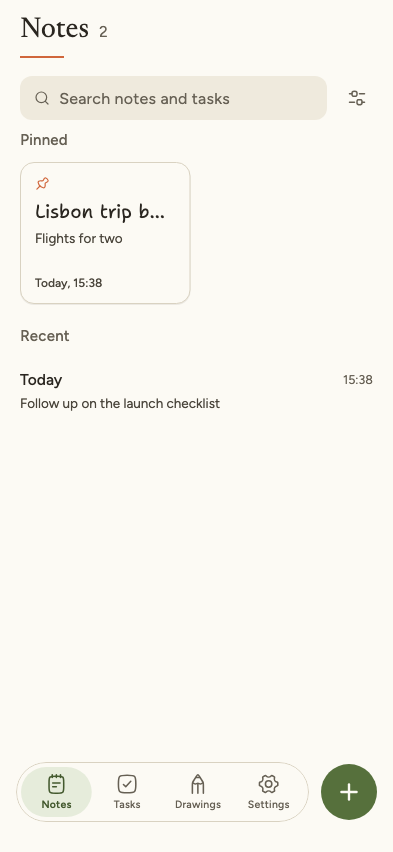 Notes 2
Search notes and tasks
Pinned
Lisbon trip b...
Flights for two
Today, 15:38
Recent
Today 15:38
Follow up on the launch checklist
Notes Tasks Drawings Settings